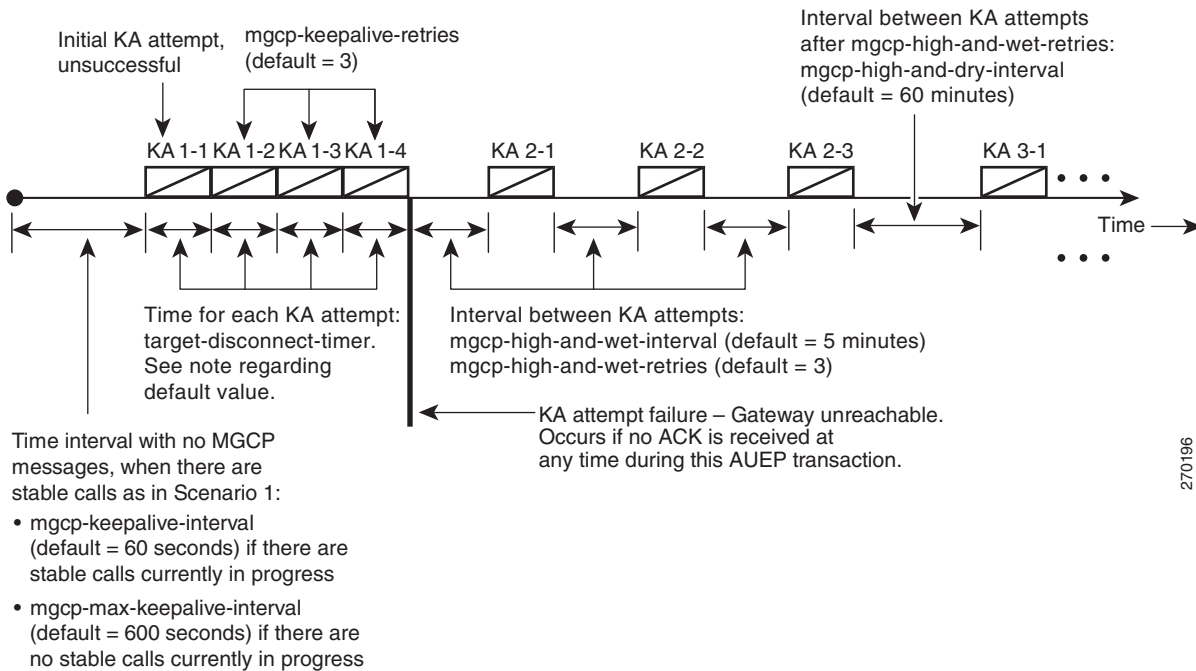 Initial KA attempt,
unsuccessful
mgcp-keepalive-retries
(default = 3)
Interval between KA attempts
after mgcp-high-and-wet-retries:
mgcp-high-and-dry-interval
(default = 60 minutes)
KA 1-1 KA 1-2 KA 1-3 KA 1-4 KA 2-1 KA 2-2 KA 2-3 KA 3-1
• • •
Time
• • •
Time for each KA attempt:
target-disconnect-timer.
See note regarding
default value.
Interval between KA attempts:
mgcp-high-and-wet-interval (default = 5 minutes)
mgcp-high-and-wet-retries (default = 3)
KA attempt failure – Gateway unreachable.
Occurs if no ACK is received at
any time during this AUEP transaction.
Time interval with no MGCP
messages, when there are
stable calls as in Scenario 1:
• mgcp-keepalive-interval
(default = 60 seconds) if there are
stable calls currently in progress
• mgcp-max-keepalive-interval
(default = 600 seconds) if there are
no stable calls currently in progress
270196